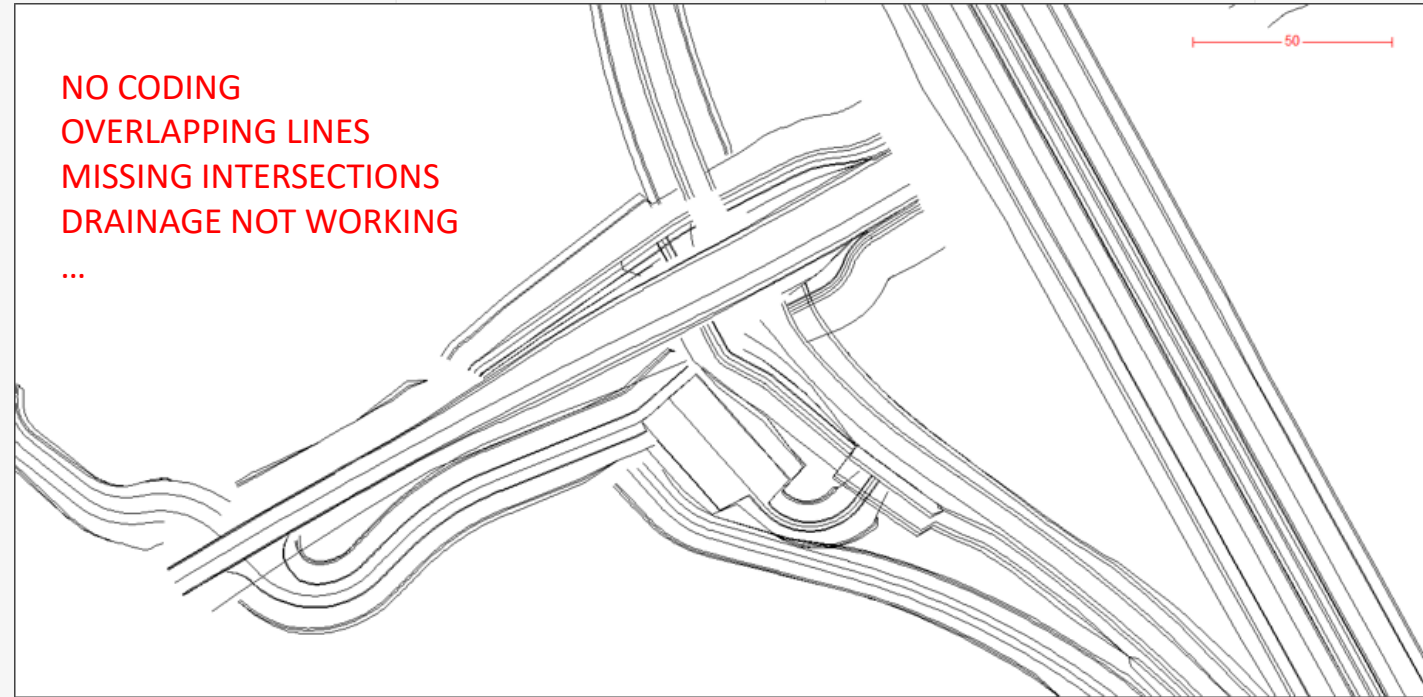 50
NO CODING
OVERLAPPING LINES
MISSING INTERSECTIONS
DRAINAGE NOT WORKING
...